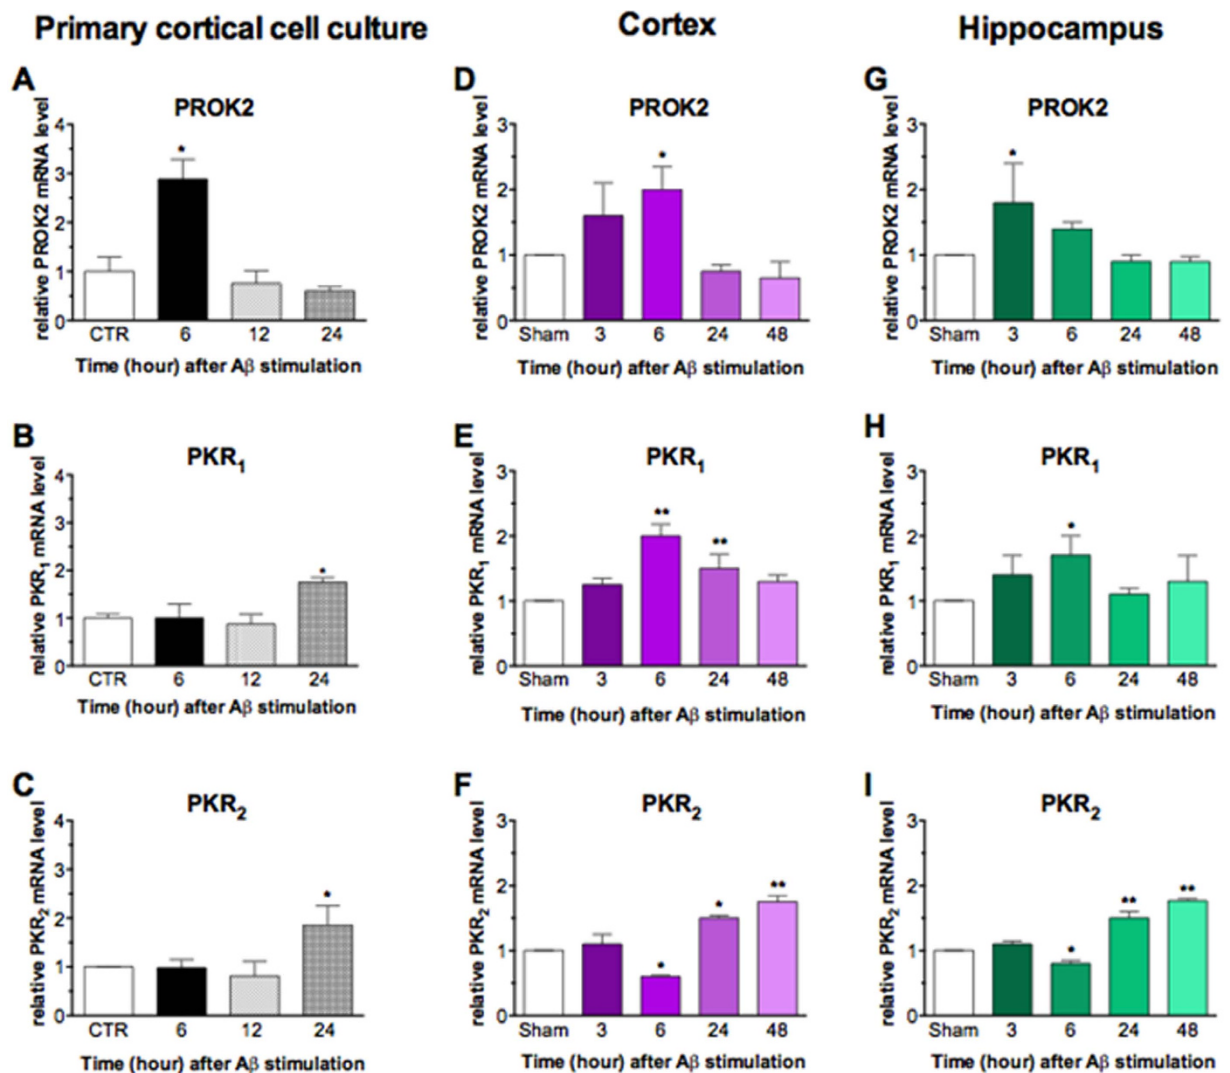 Primary cortical cell culture
Cortex
Hippocampus
A
PROK2
relative PROK2 mRNA level
4
3
2
1
0
*
CTR 6 12 24
Time (hour) after Aβ stimulation
D
PROK2
relative PROK2 mRNA level
3
2
1
0
*
Sham 3 6 24 48
Time (hour) after Aβ stimulation
G
PROK2
relative PROK2 mRNA level
3
2
1
0
*
Sham 3 6 24 48
Time (hour) after Aβ stimulation
B
PKR1
relative PKR1 mRNA level
4
3
2
1
0
*
CTR 6 12 24
Time (hour) after Aβ stimulation
E
PKR1
relative PKR1 mRNA level
3
2
1
0
** **
Sham 3 6 24 48
Time (hour) after Aβ stimulation
H
PKR1
relative PKR1 mRNA level
3
2
1
0
*
Sham 3 6 24 48
Time (hour) after Aβ stimulation
C
PKR2
relative PKR2 mRNA level
4
3
2
1
0
*
CTR 6 12 24
Time (hour) after Aβ stimulation
F
PKR2
relative PKR2 mRNA level
3
2
1
0
* * **
Sham 3 6 24 48
Time (hour) after Aβ stimulation
I
PKR2
relative PKR2 mRNA level
3
2
1
0
* ** **
Sham 3 6 24 48
Time (hour) after Aβ stimulation